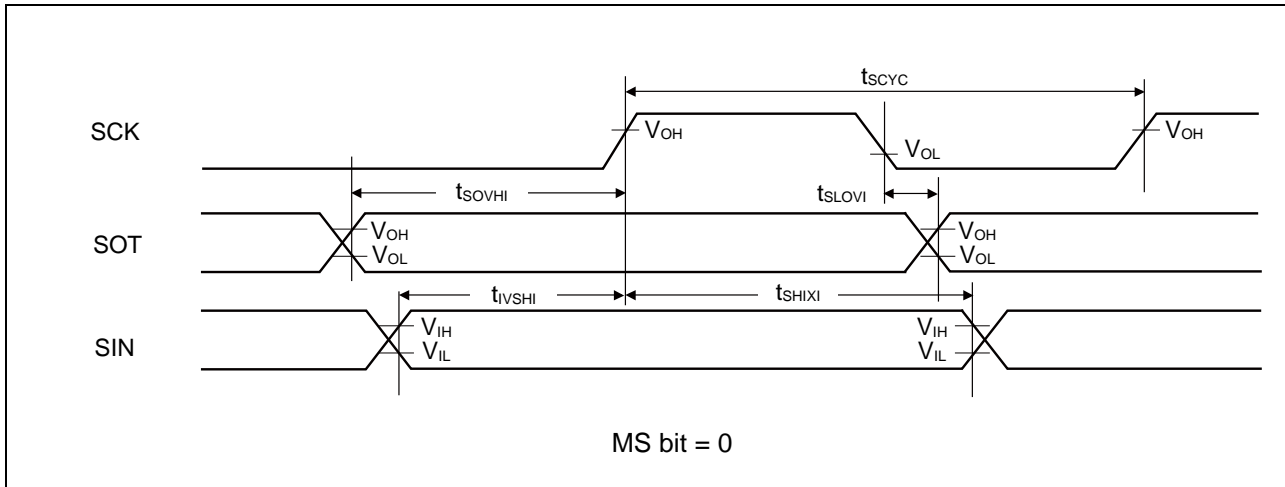 tSCYC
SCK
VOH
VOL
VOH
tSOVHI
tSLOVI
SOT
VOH
VOL
VOH
VOL
tIVSHI
tSHIXI
SIN
VIH
VIL
VIH
VIL
MS bit = 0